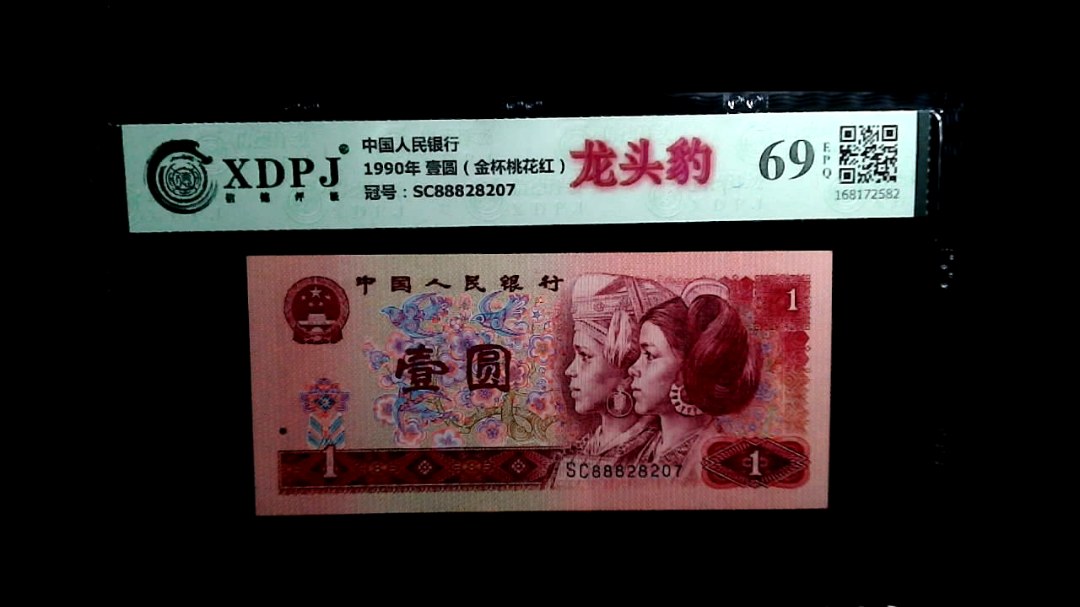 XDPJ
中国人民银行
1990年 壹圆（金杯桃花红）
冠号：SC88828207
龙头豹
69
EPQ
168172582
中国人民银行
1
壹圆
1
SC88828207
1